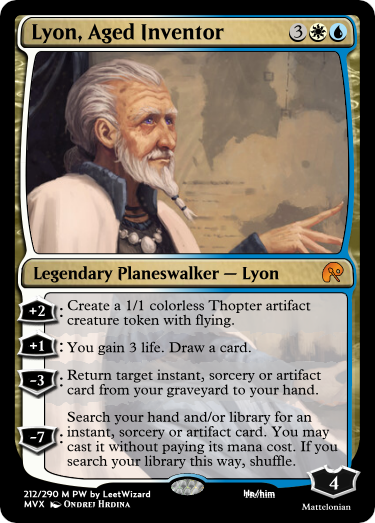 Lyon, Aged Inventor 3
Legendary Planeswalker — Lyon
+2: Create a 1/1 colorless Thopter artifact
creature token with flying.
+1: You gain 3 life. Draw a card.
-3: Return target instant, sorcery or artifact
card from your graveyard to your hand.
Search your hand and/or library for an
instant, sorcery or artifact card. You may
-7: cast it without paying its mana cost. If you
search your library this way, shuffle.
4
212/290 M PW by LeetWizard
MVX Ondrej Hrdina
Mattelonian